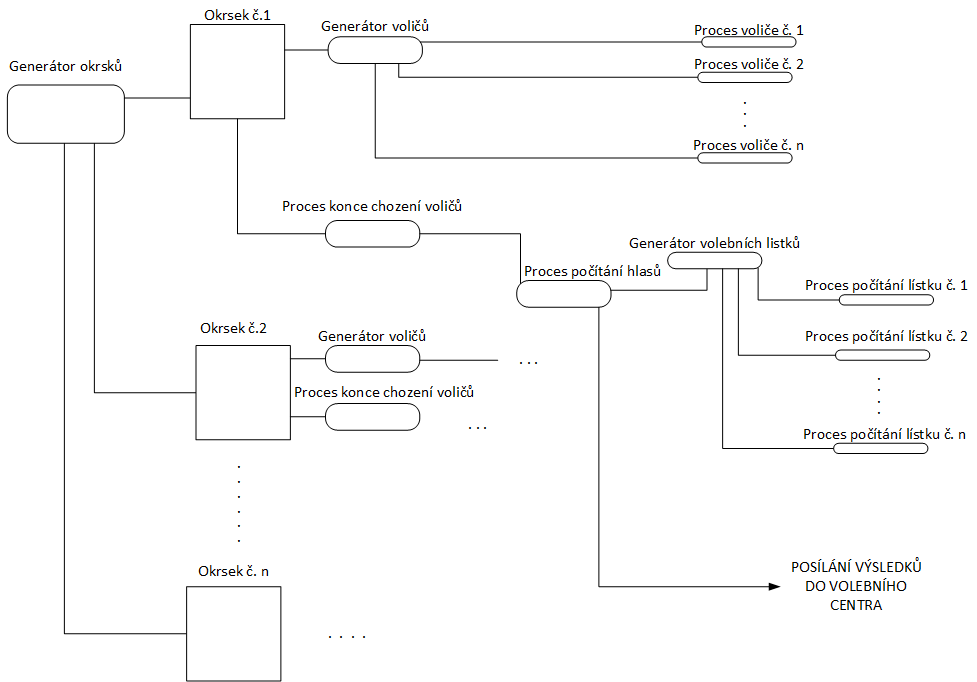 Okrsek č.1
Generátor voličů
Proces voliče č. 1
Generátor okrsků
Proces voliče č. 2
Proces voliče č. n
Proces konce chození voličů
Generátor volebních listků
Proces počítání hlasů
Proces počítání lístku č. 1
Okrsek č.2
Generátor voličů
Proces počítání lístku č. 2
. . .
Proces konce chození voličů
. . .
Proces počítání lístku č. n
Okrsek č. n
POSÍLÁNÍ VÝSLEDKŮ
DO VOLEBNÍHO
CENTRA
. . . .